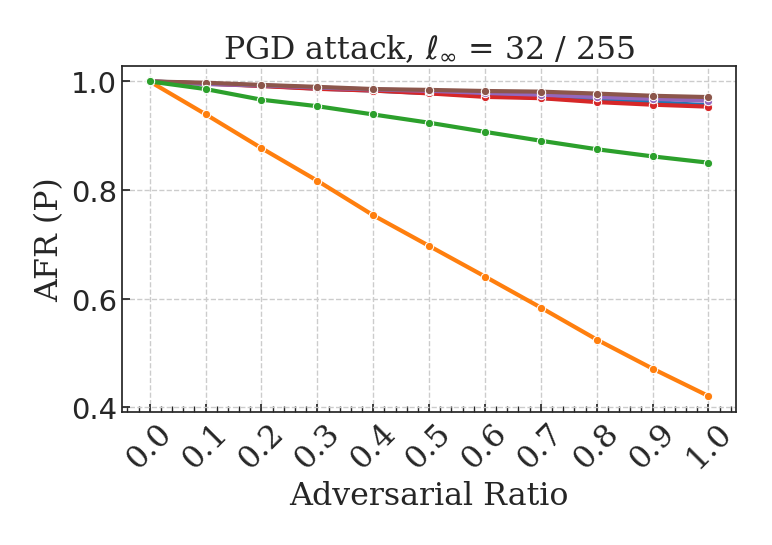 PGD attack, ℓ∞ = 32 / 255
AFR (P)
1.0
0.8
0.6
0.4
0.0 0.1 0.2 0.3 0.4 0.5 0.6 0.7 0.8 0.9 1.0
Adversarial Ratio